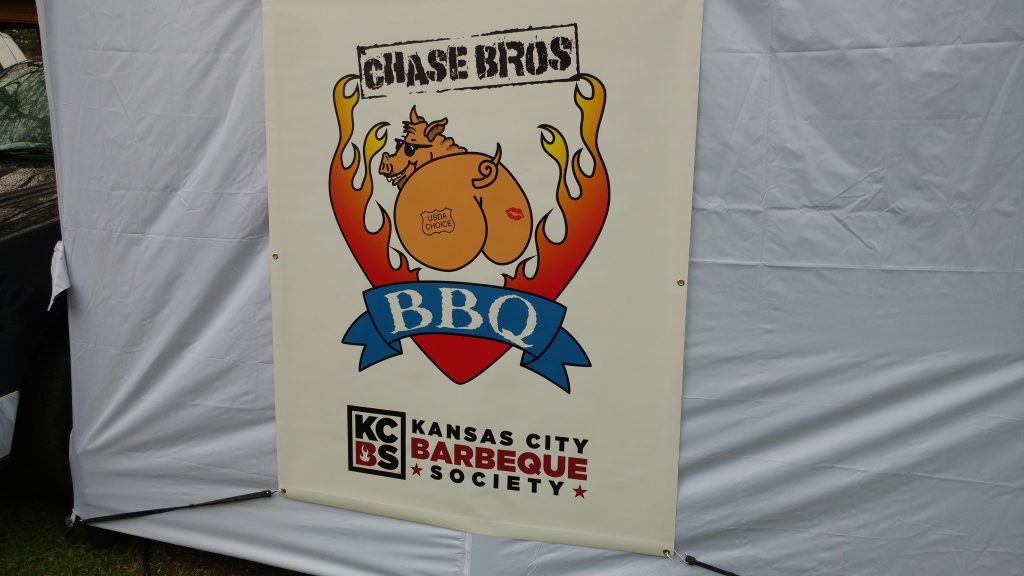 CHASE BROS
USDA
CHOICE
BBQ
KC
BS
KANSAS CITY
BARBEQUE
SOCIETY